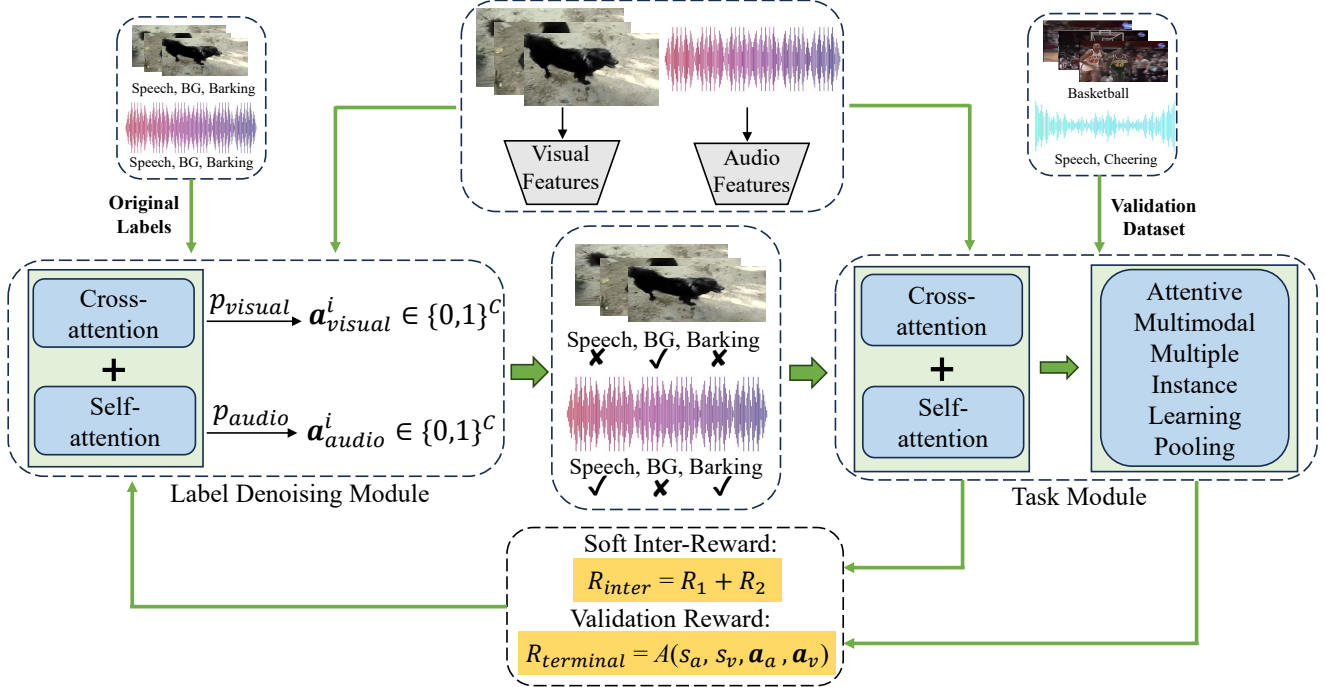 Speech, BG, Barking
Speech, BG, Barking
Original
Labels
Visual
Features
Audio
Features
Basketball
Speech, Cheering
Validation
Dataset
Cross-
attention
+
Self-
attention
p_visual
a^i_visual ∈ {0,1}^C
p_audio
a^i_audio ∈ {0,1}^C
Label Denoising Module
Speech, BG, Barking
✘ ✓ ✘
Speech, BG, Barking
✓ ✘ ✓
Cross-
attention
+
Self-
attention
Attentive
Multimodal
Multiple
Instance
Learning
Pooling
Task Module
Soft Inter-Reward:
R_inter = R_1 + R_2
Validation Reward:
R_terminal = A(s_a, s_v, a_a, a_v)